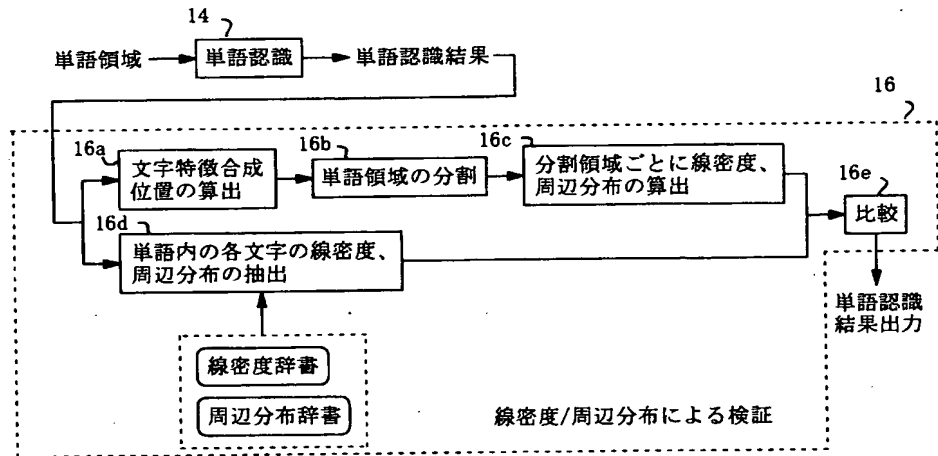 14
単語領域
単語認識
単語認識結果
16
16a
文字特徴合成
位置の算出
16b
単語領域の分割
16c
分割領域ごとに線密度、
周辺分布の算出
16e
比較
16d
単語内の各文字の線密度、
周辺分布の抽出
単語認識
結果出力
線密度辞書
周辺分布辞書
線密度/周辺分布による検証